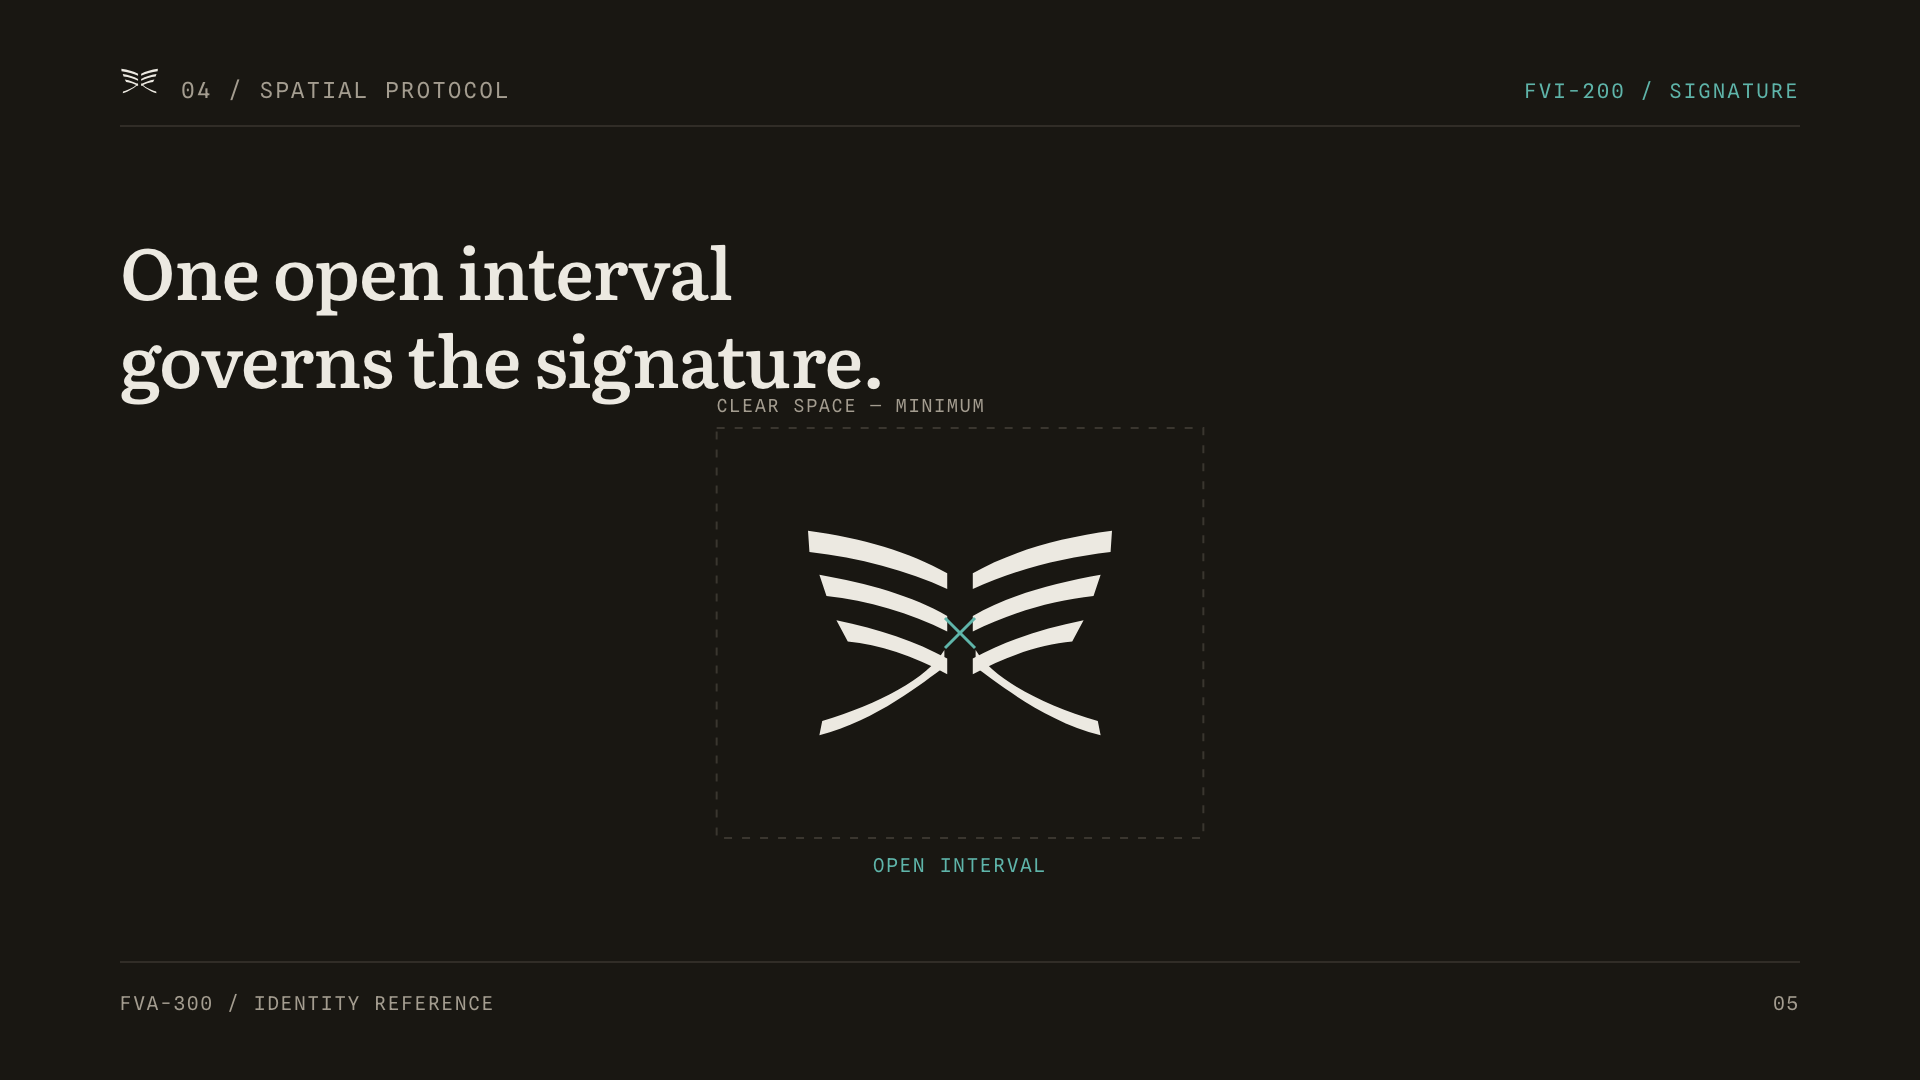 04 / SPATIAL PROTOCOL
FVI-200 / SIGNATURE
One open interval
governs the signature.
CLEAR SPACE — MINIMUM
OPEN INTERVAL
FVA-300 / IDENTITY REFERENCE
05